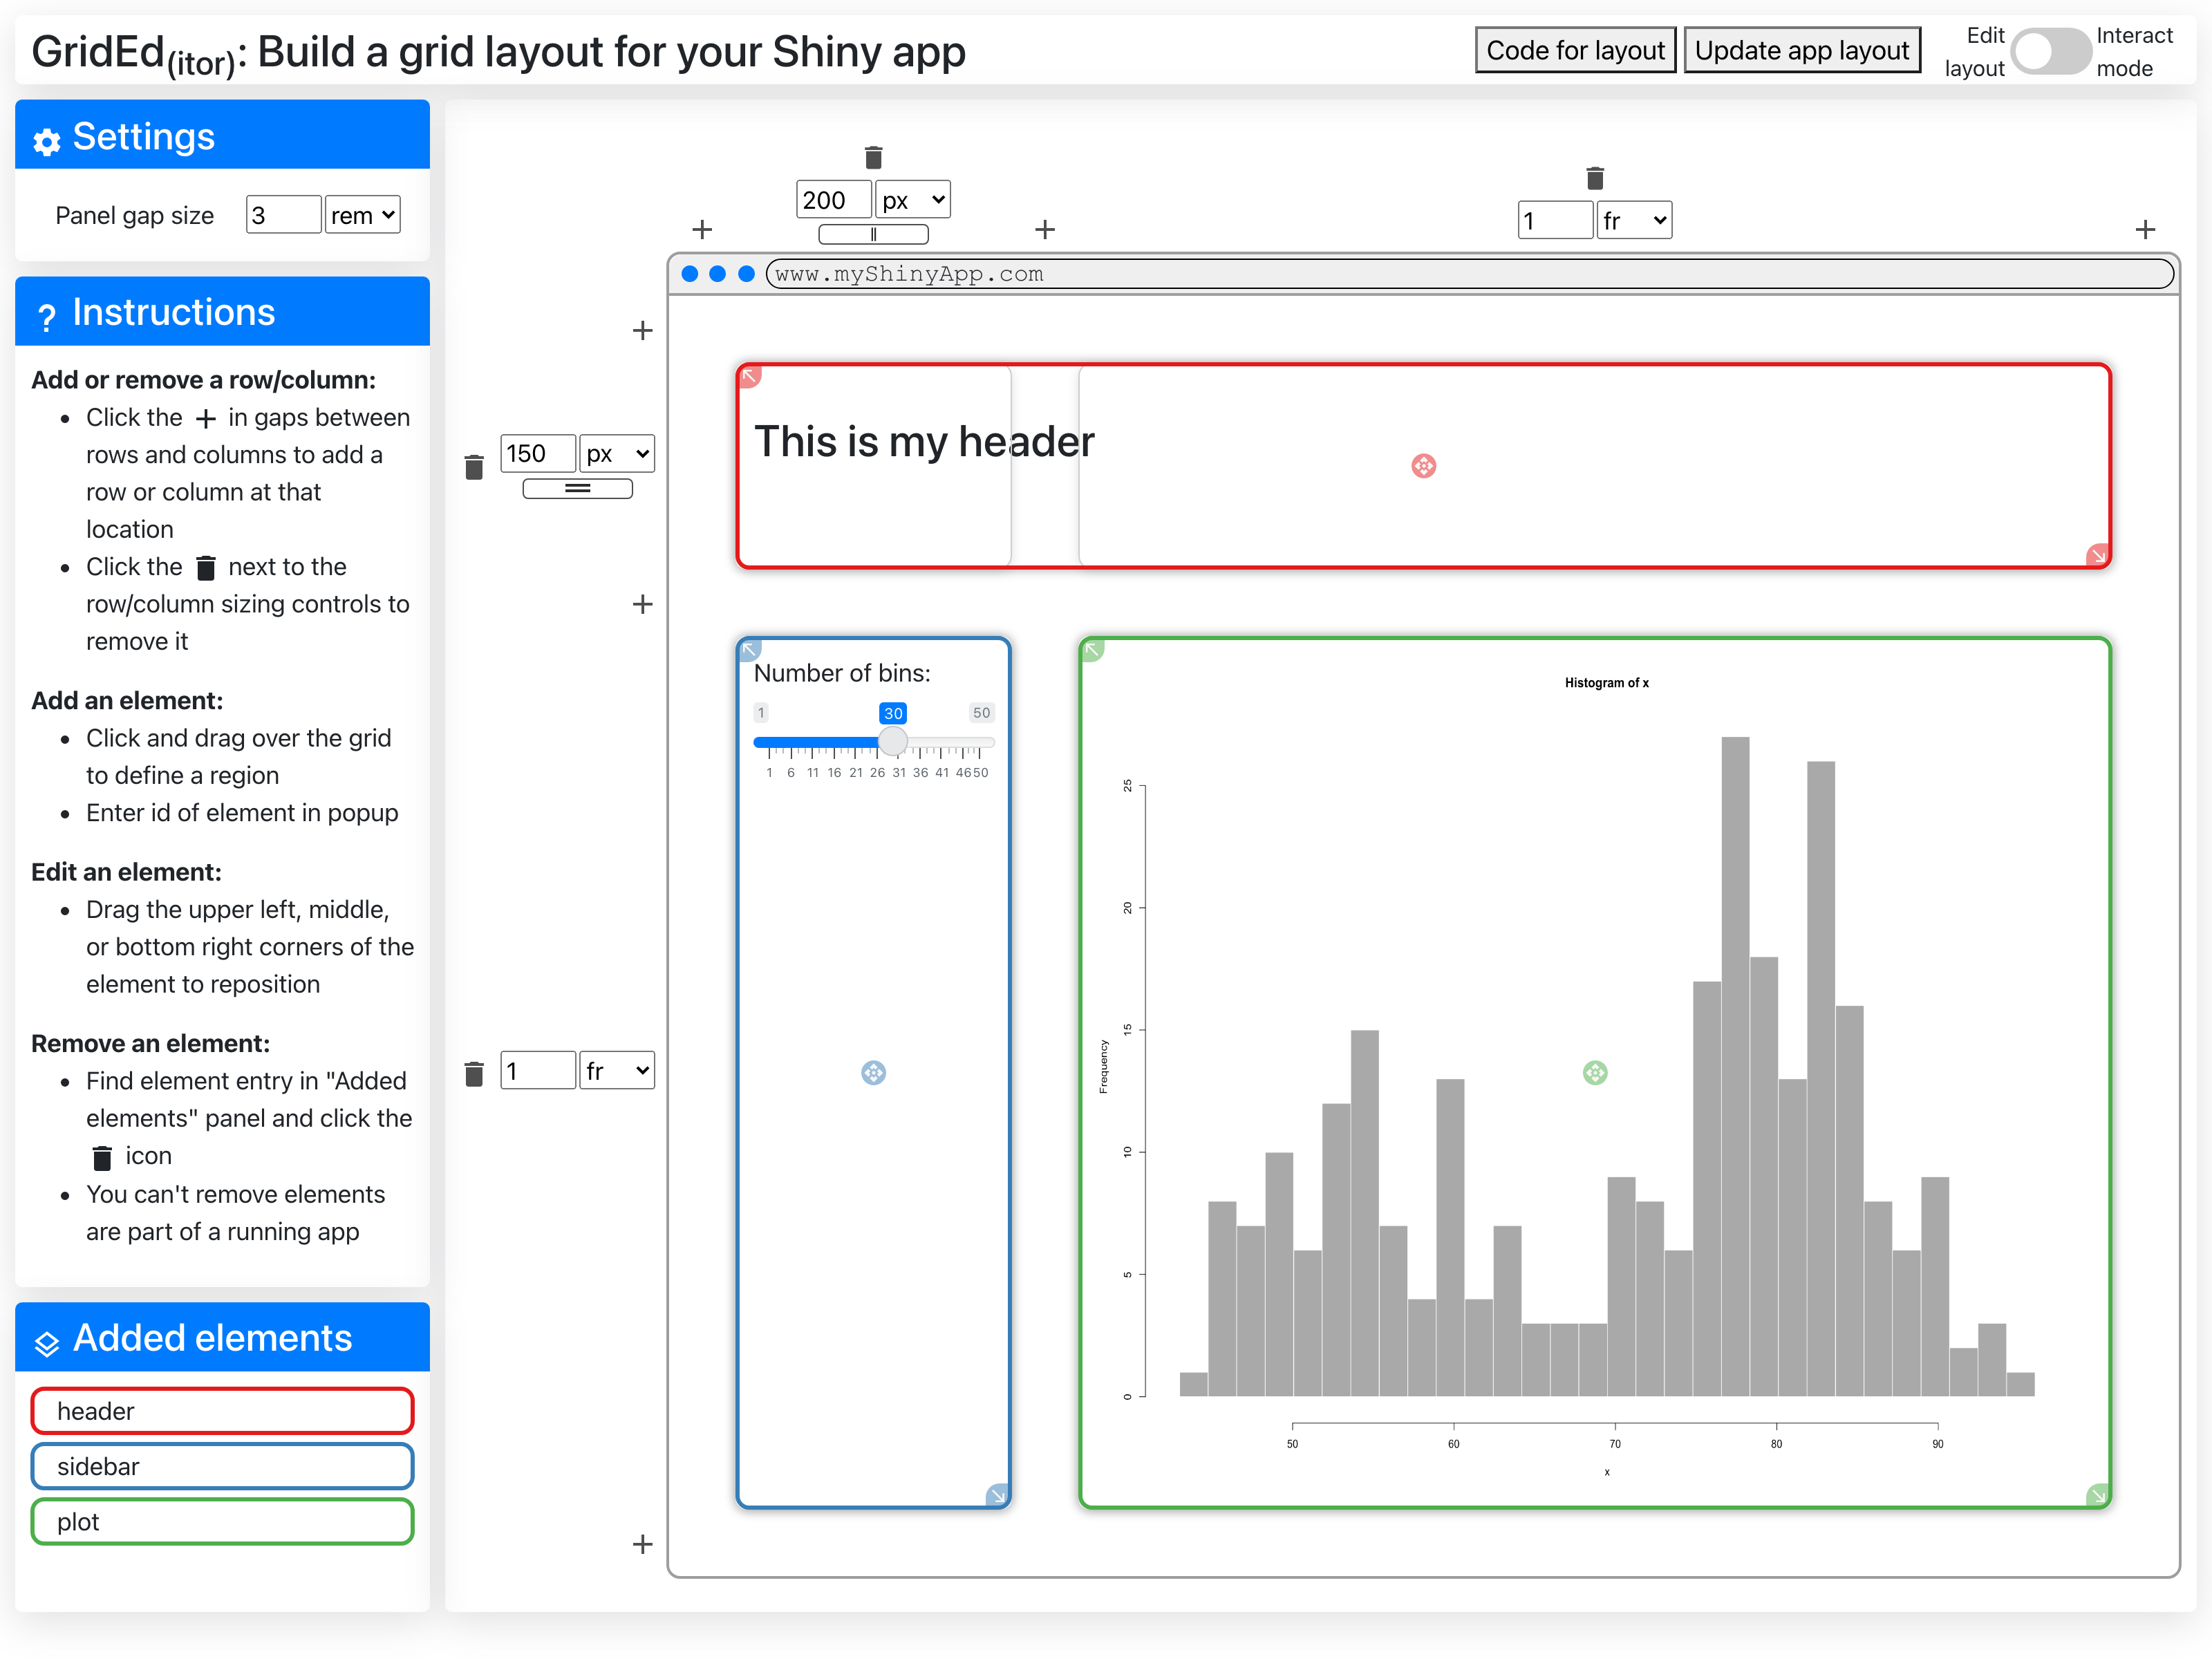 GridEd(itor): Build a grid layout for your Shiny app
Code for layout
Update app layout
Edit layout
Interact mode
Settings
Panel gap size 3 rem
Instructions
Add or remove a row/column:
Click the + in gaps between
rows and columns to add a
row or column at that
location
Click the next to the
row/column sizing controls to
remove it
Add an element:
Click and drag over the grid
to define a region
Enter id of element in popup
Edit an element:
Drag the upper left, middle,
or bottom right corners of the
element to reposition
Remove an element:
Find element entry in "Added
elements" panel and click the
icon
You can't remove elements
are part of a running app
Added elements
header
sidebar
plot
200 px
1 fr
www.myShinyApp.com
150 px
This is my header
1 fr
Number of bins:
1 30 50
1 6 11 16 21 26 31 36 41 46 50
Histogram of x
Frequency
25
20
15
10
5
0
50 60 70 80 90
x